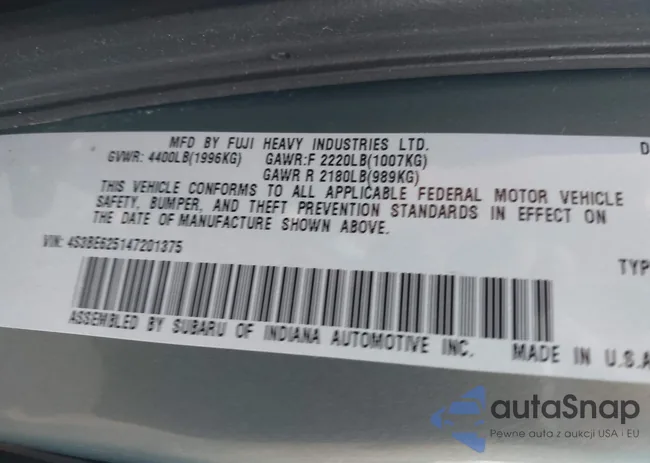 MFD BY FUJI HEAVY INDUSTRIES LTD. D
GVWR: 4400LB(1996KG) GAWR:F 2220LB(1007KG)
GAWR R 2180LB(989KG)
THIS VEHICLE CONFORMS TO ALL APPLICABLE FEDERAL MOTOR VEHICLE
SAFETY, BUMPER, AND THEFT PREVENTION STANDARDS IN EFFECT ON
THE DATE OF MANUFACTURE SHOWN ABOVE.
VIN: 4S3BE625147201375
TYP
ASSEMBLED BY SUBARU OF INDIANA AUTOMOTIVE INC. MADE IN U.S.A
autaSnap
Pewne auta z aukcji USA i EU